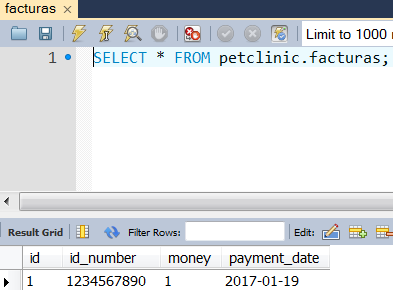 facturas
Limit to 1000
1 SELECT * FROM petclinic.facturas;
Result Grid Filter Rows: Edit:
id id_number money payment_date
1 1234567890 1 2017-01-19